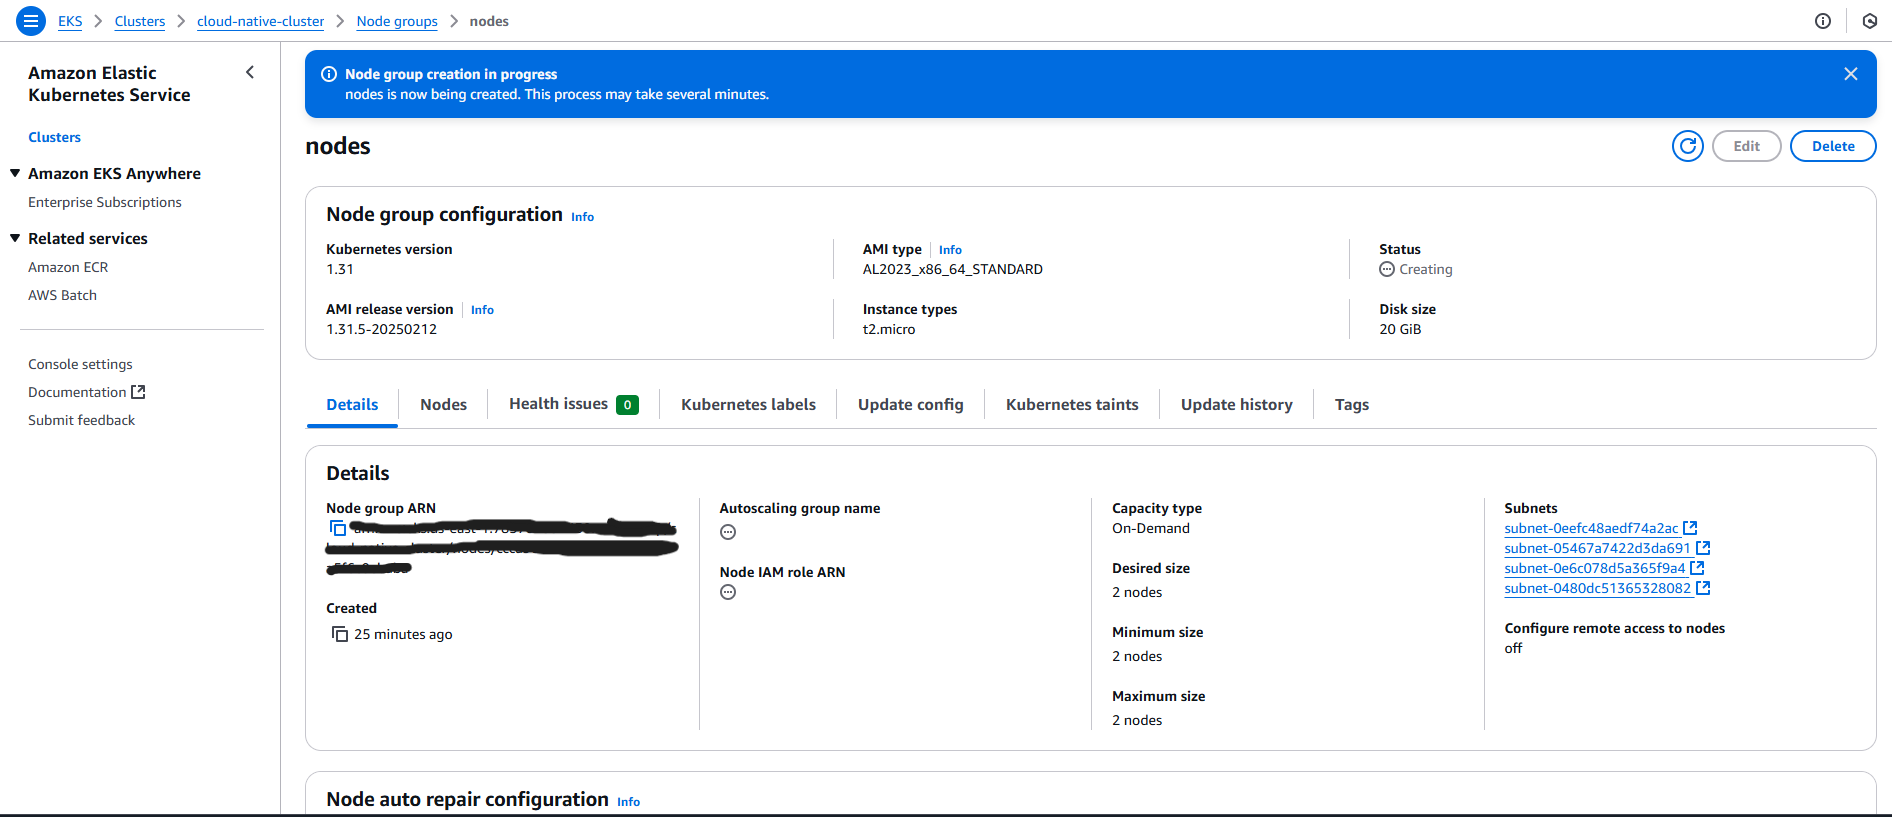 EKS > Clusters > cloud-native-cluster > Node groups > nodes
Amazon Elastic
Kubernetes Service
Clusters
Amazon EKS Anywhere
Enterprise Subscriptions
Related services
Amazon ECR
AWS Batch
Console settings
Documentation
Submit feedback
Node group creation in progress
nodes is now being created. This process may take several minutes.
nodes
Edit
Delete
Node group configuration Info
Kubernetes version
1.31
AMI type Info
AL2023_x86_64_STANDARD
Status
Creating
AMI release version Info
1.31.5-20250212
Instance types
t2.micro
Disk size
20 GiB
Details Nodes Health issues 0 Kubernetes labels Update config Kubernetes taints Update history Tags
Details
Node group ARN
Created
25 minutes ago
Autoscaling group name
Node IAM role ARN
Capacity type
On-Demand
Desired size
2 nodes
Minimum size
2 nodes
Maximum size
2 nodes
Subnets
subnet-0eefc48aedf74a2ac
subnet-05467a7422d3da691
subnet-0e6c078d5a365f9a4
subnet-0480dc51365328082
Configure remote access to nodes
off
Node auto repair configuration Info